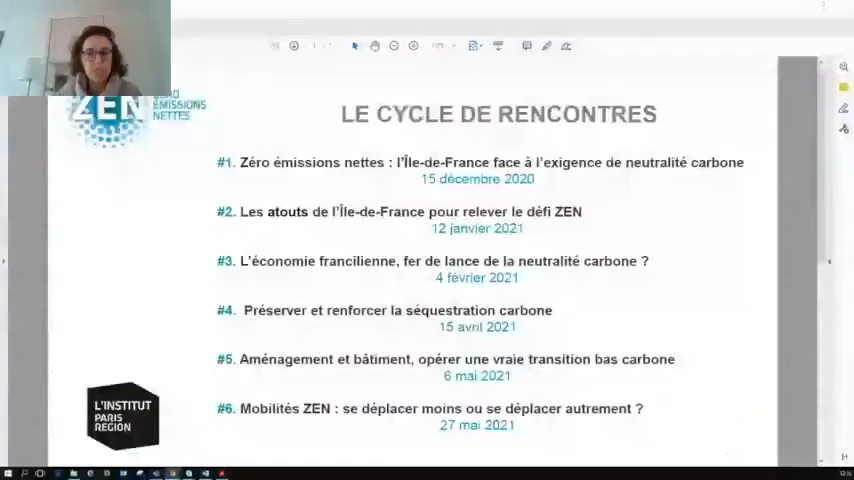 ZEN
ÉMISSIONS
NETTES
LE CYCLE DE RENCONTRES
#1. Zéro émissions nettes : l'Île-de-France face à l'exigence de neutralité carbone
15 décembre 2020
#2. Les atouts de l'Île-de-France pour relever le défi ZEN
12 janvier 2021
#3. L'économie francilienne, fer de lance de la neutralité carbone ?
4 février 2021
#4. Préserver et renforcer la séquestration carbone
15 avril 2021
#5. Aménagement et bâtiment, opérer une vraie transition bas carbone
6 mai 2021
#6. Mobilités ZEN : se déplacer moins ou se déplacer autrement ?
27 mai 2021
L'INSTITUT
PARIS
REGION